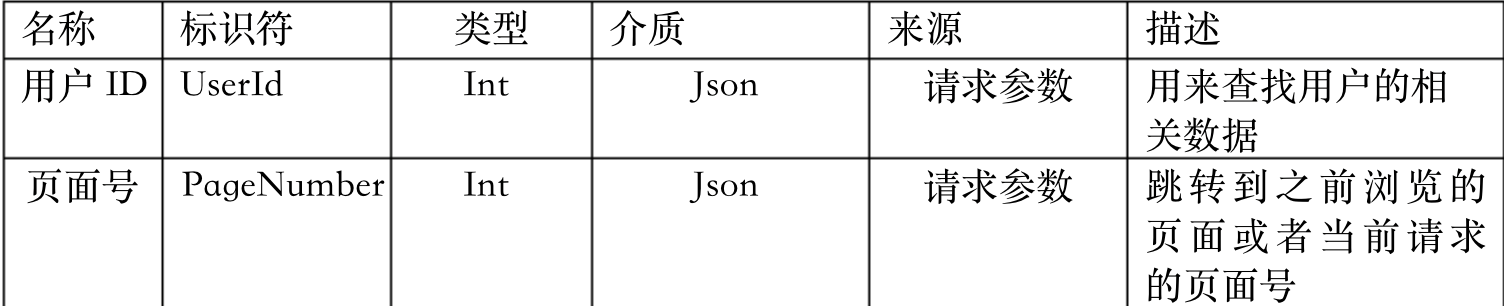 名称 标识符 类型 介质 来源 描述
用户 ID UserId Int Json 请求参数 用来查找用户的相
关数据
页面号 PageNumber Int Json 请求参数 跳转到之前浏览的
页面或者当前请求
的页面号